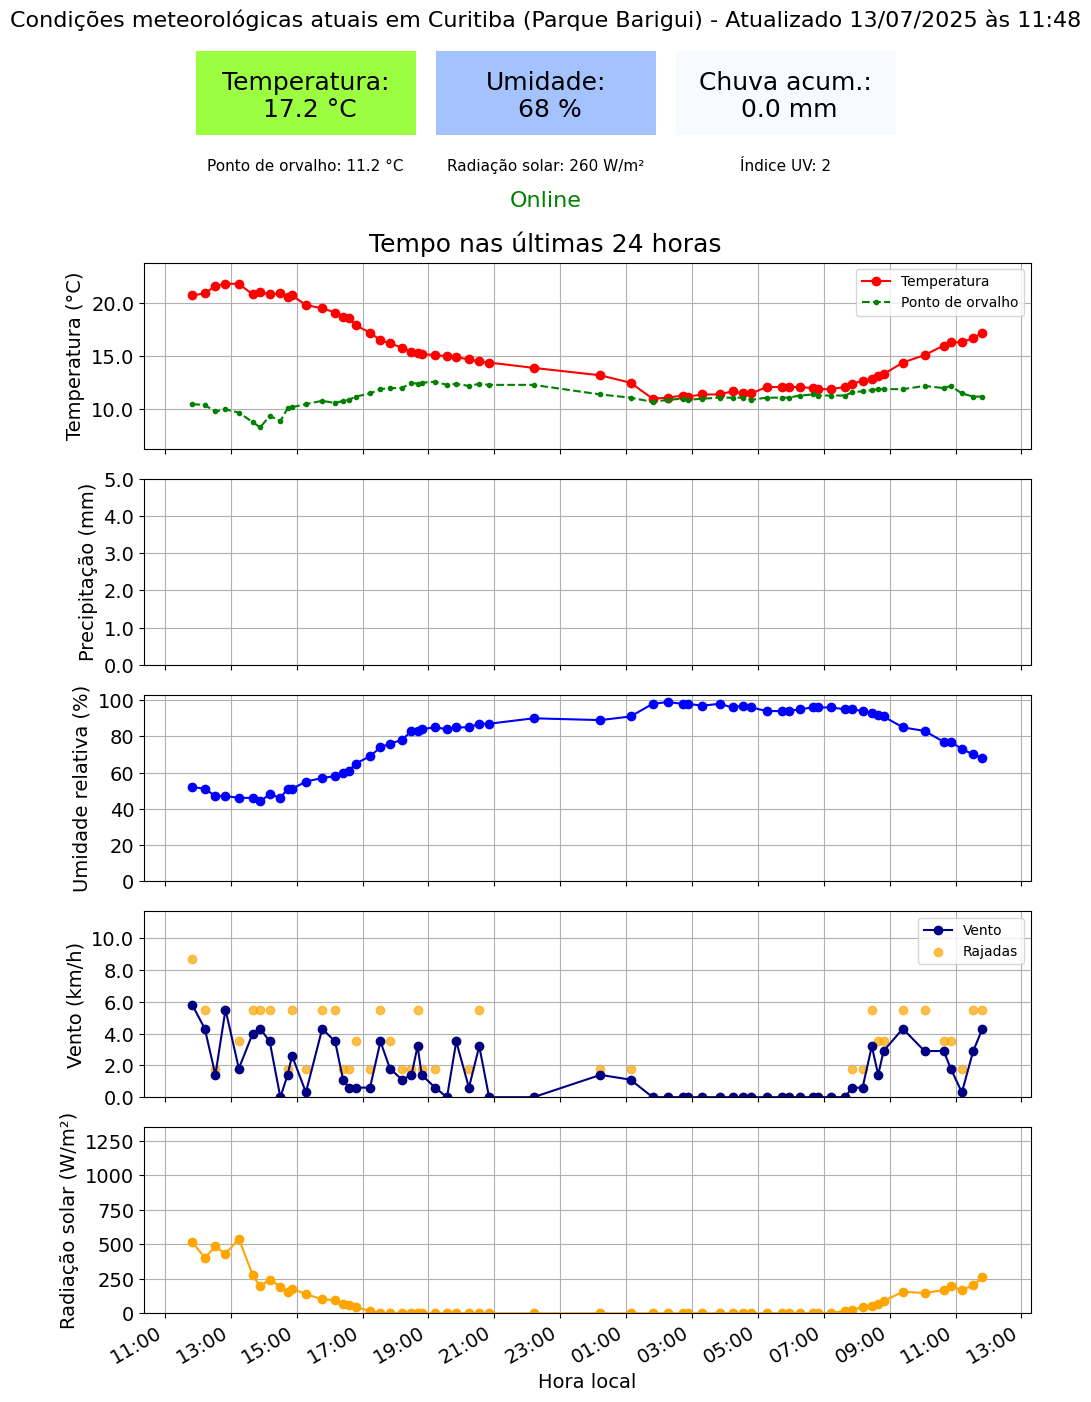 Condições meteorológicas atuais em Curitiba (Parque Barigui) - Atualizado 13/07/2025 às 11:48
Temperatura:
17.2 °C
Umidade:
68 %
Chuva acum.:
0.0 mm
Ponto de orvalho: 11.2 °C
Radiação solar: 260 W/m²
Índice UV: 2
Online
Tempo nas últimas 24 horas
Temperatura (°C)
20.0
15.0
10.0
Temperatura
Ponto de orvalho
Precipitação (mm)
5.0
4.0
3.0
2.0
1.0
0.0
Umidade relativa (%)
100
80
60
40
20
0
Vento (km/h)
10.0
8.0
6.0
4.0
2.0
0.0
Vento
Rajadas
Radiação solar (W/m²)
1250
1000
750
500
250
0
11:00
13:00
15:00
17:00
19:00
21:00
23:00
01:00
03:00
05:00
07:00
09:00
11:00
13:00
Hora local